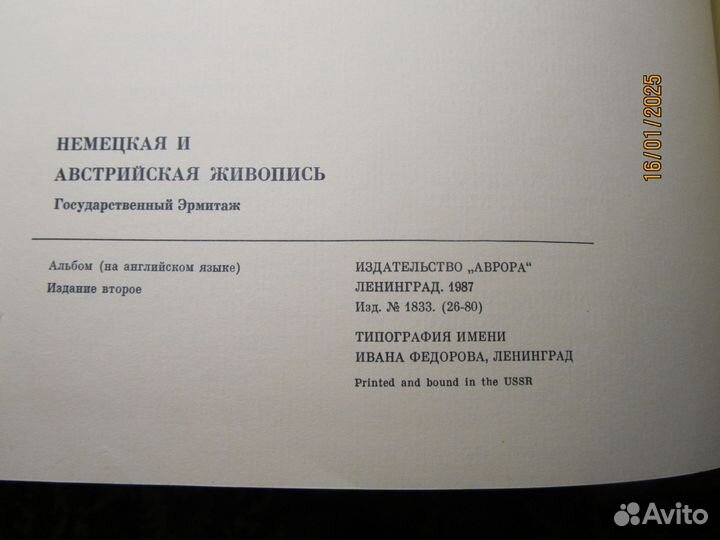 НЕМЕЦКАЯ И
АВСТРИЙСКАЯ ЖИВОПИСЬ
Государственный Эрмитаж
Альбом (на английском языке)
Издание второе
ИЗДАТЕЛЬСТВО „АВРОРА“
ЛЕНИНГРАД. 1987
Изд. № 1833. (26-80)
ТИПОГРАФИЯ ИМЕНИ
ИВАНА ФЕДОРОВА, ЛЕНИНГРАД
Printed and bound in the USSR
16/01/2025
Avito